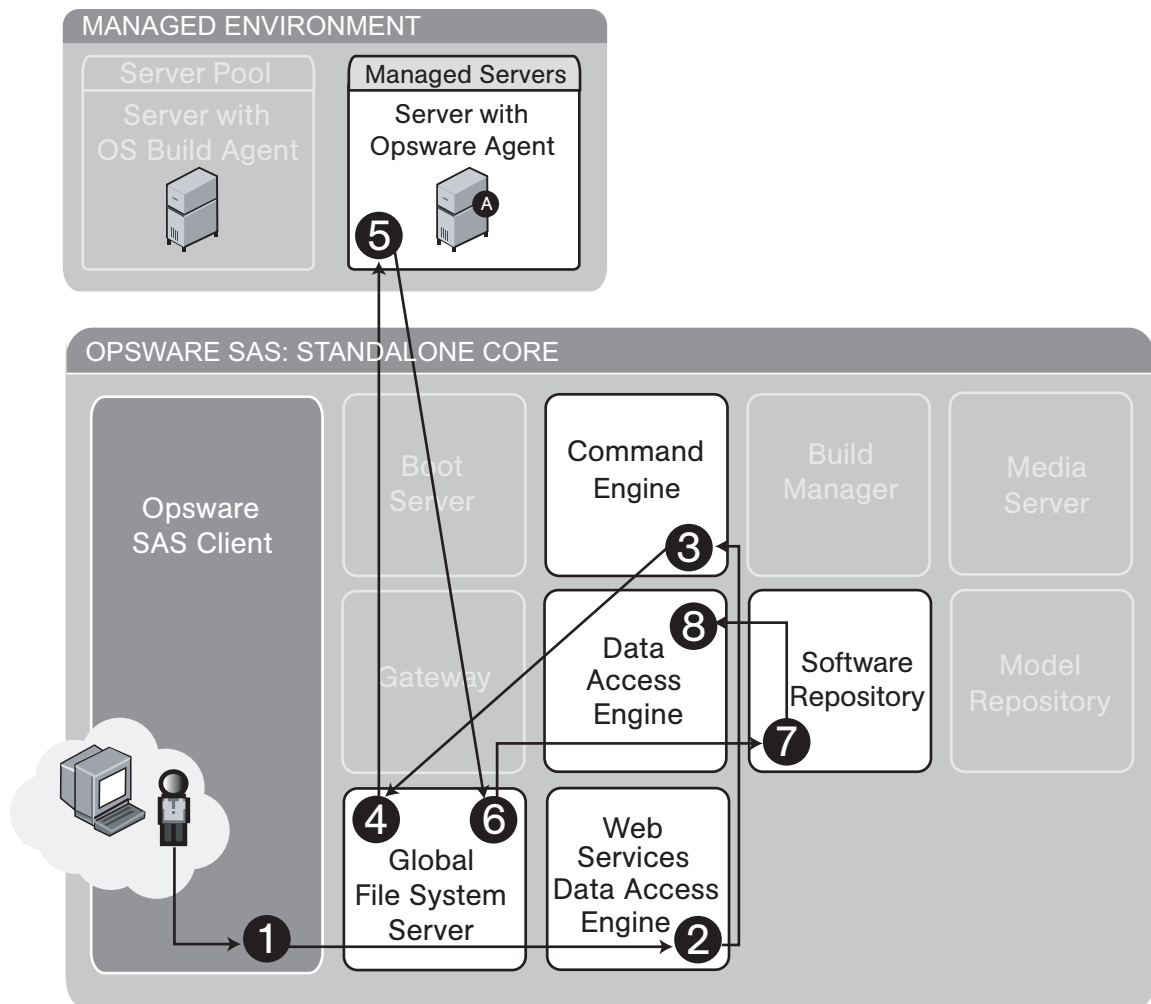 MANAGED ENVIRONMENT
Server Pool
Server with
OS Build Agent
Managed Servers
Server with
Opsware Agent
A
5
OPSWARE SAS: STANDALONE CORE
Opsware
SAS Client
Boot
Server
Command
Engine
3
Build
Manager
Media
Server
Gateway
8
Data
Access
Engine
Software
Repository
7
Model
Repository
4
6
Global
File System
Server
Web
Services
Data Access
Engine
2
1